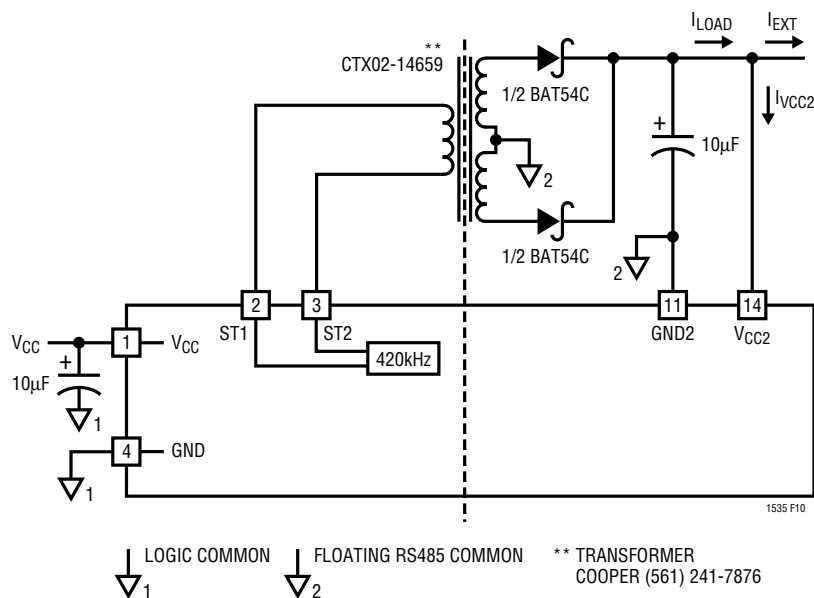 I_LOAD
I_EXT
**
CTX02-14659
1/2 BAT54C
I_VCC2
+
10μF
2
1/2 BAT54C
2
2
3
11
14
ST1
ST2
GND2
V_CC2
V_CC
1
V_CC
+
10μF
420kHz
1
4
GND
1
1535 F10
LOGIC COMMON
1
FLOATING RS485 COMMON
2
** TRANSFORMER
COOPER (561) 241-7876